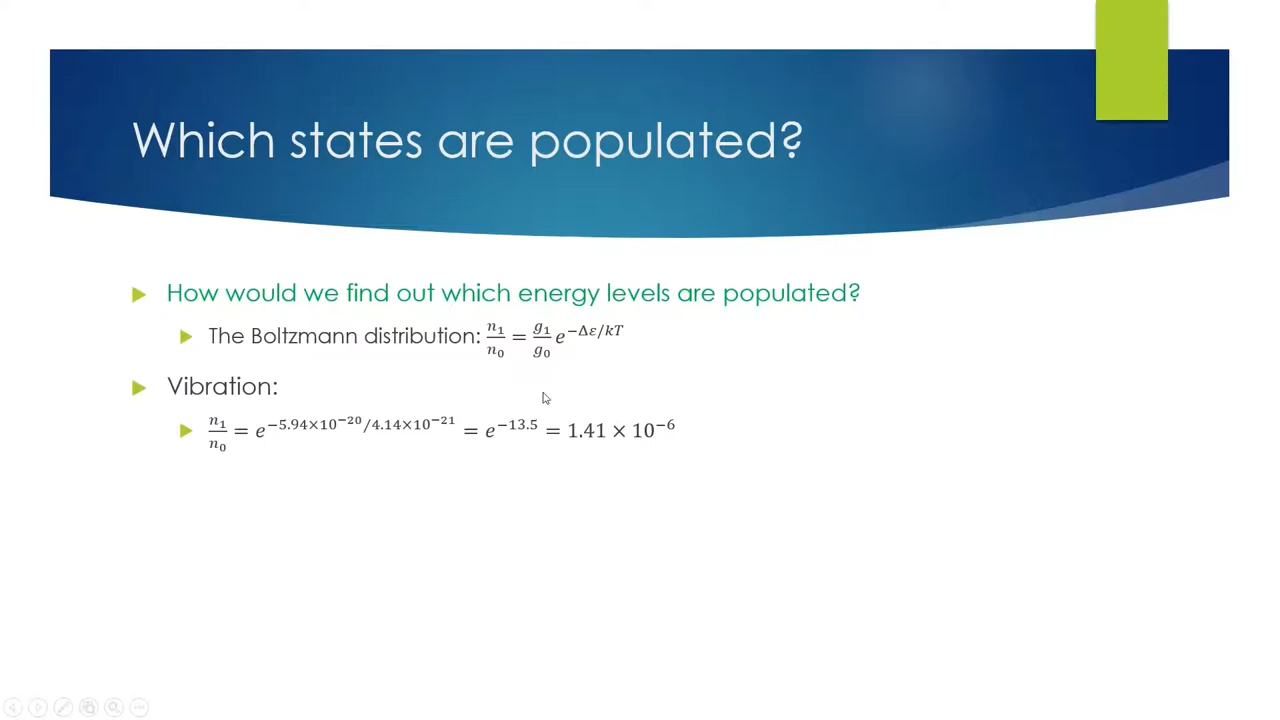 Which states are populated?
How would we find out which energy levels are populated?
The Boltzmann distribution: n₁/n₀ = g₁/g₀ e^(−Δε/kT)
Vibration:
n₁/n₀ = e^(−5.94×10⁻²⁰/4.14×10⁻²¹) = e^(−13.5) = 1.41 × 10⁻⁶